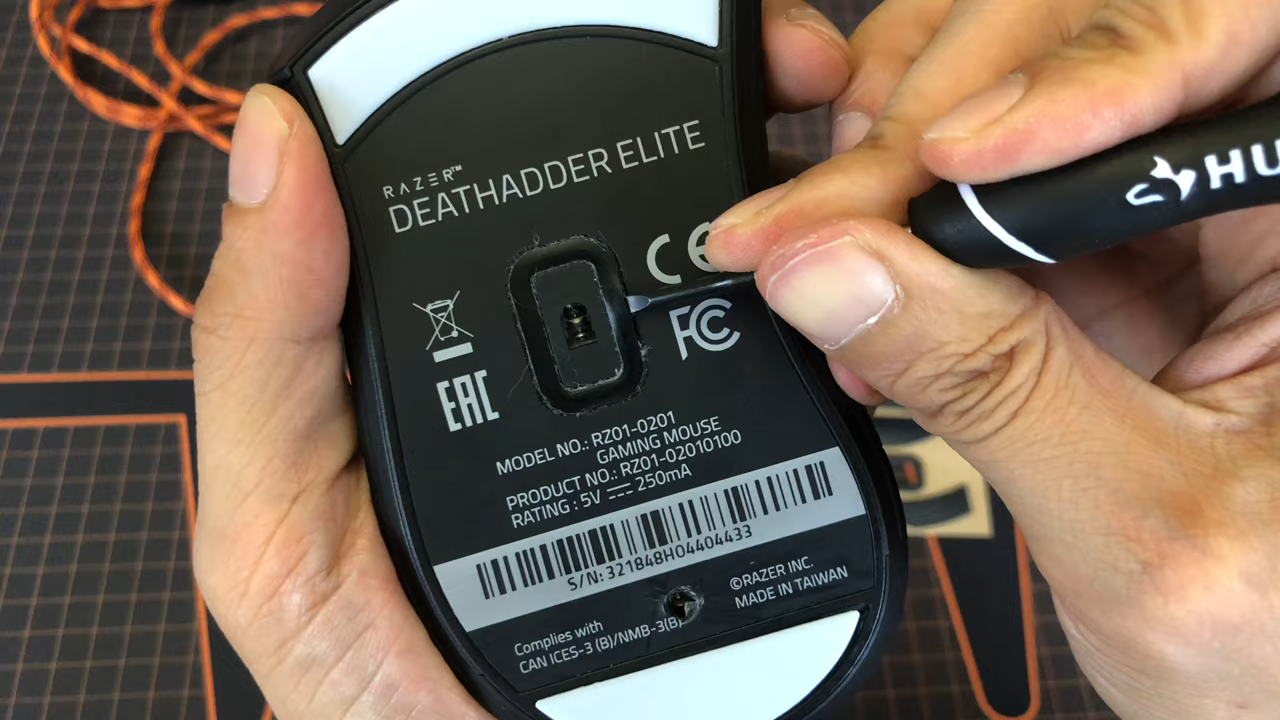 RAZER™
DEATHADDER ELITE
CE
FC
EAC
MODEL NO.: RZ01-0201
GAMING MOUSE
PRODUCT NO.: RZ01-02010100
RATING : 5V ⎓ 250mA
S/N: 321848H04404433
©RAZER INC.
MADE IN TAIWAN
Complies with
CAN ICES-3 (B)/NMB-3(B)
HU